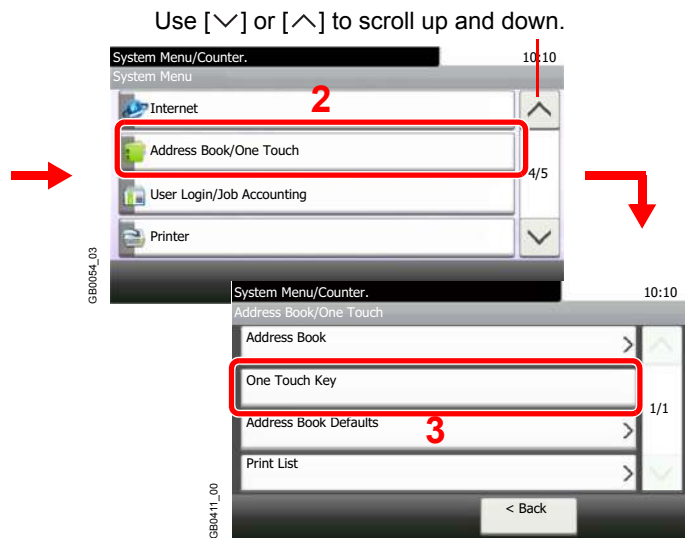 Use [∨] or [∧] to scroll up and down.
System Menu/Counter. 10:10
System Menu
Internet
2
Address Book/One Touch
4/5
User Login/Job Accounting
Printer
GB0054_03
System Menu/Counter. 10:10
Address Book/One Touch
Address Book >
One Touch Key
1/1
Address Book Defaults >
3
Print List >
< Back
GB0411_00